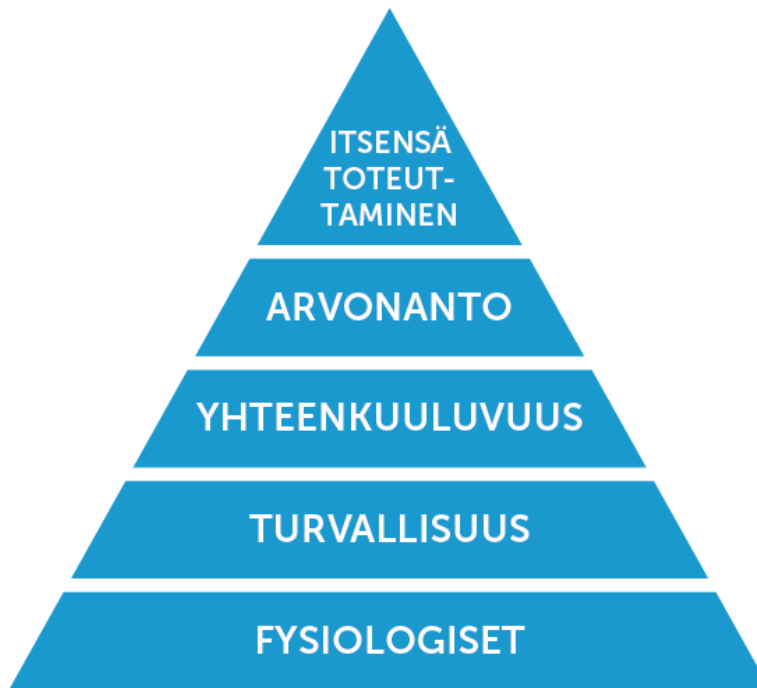 ITSENSÄ
TOTEUT-
TAMINEN
ARVONANTO
YHTEENKUULUVUUS
TURVALLISUUS
FYSIOLOGISET